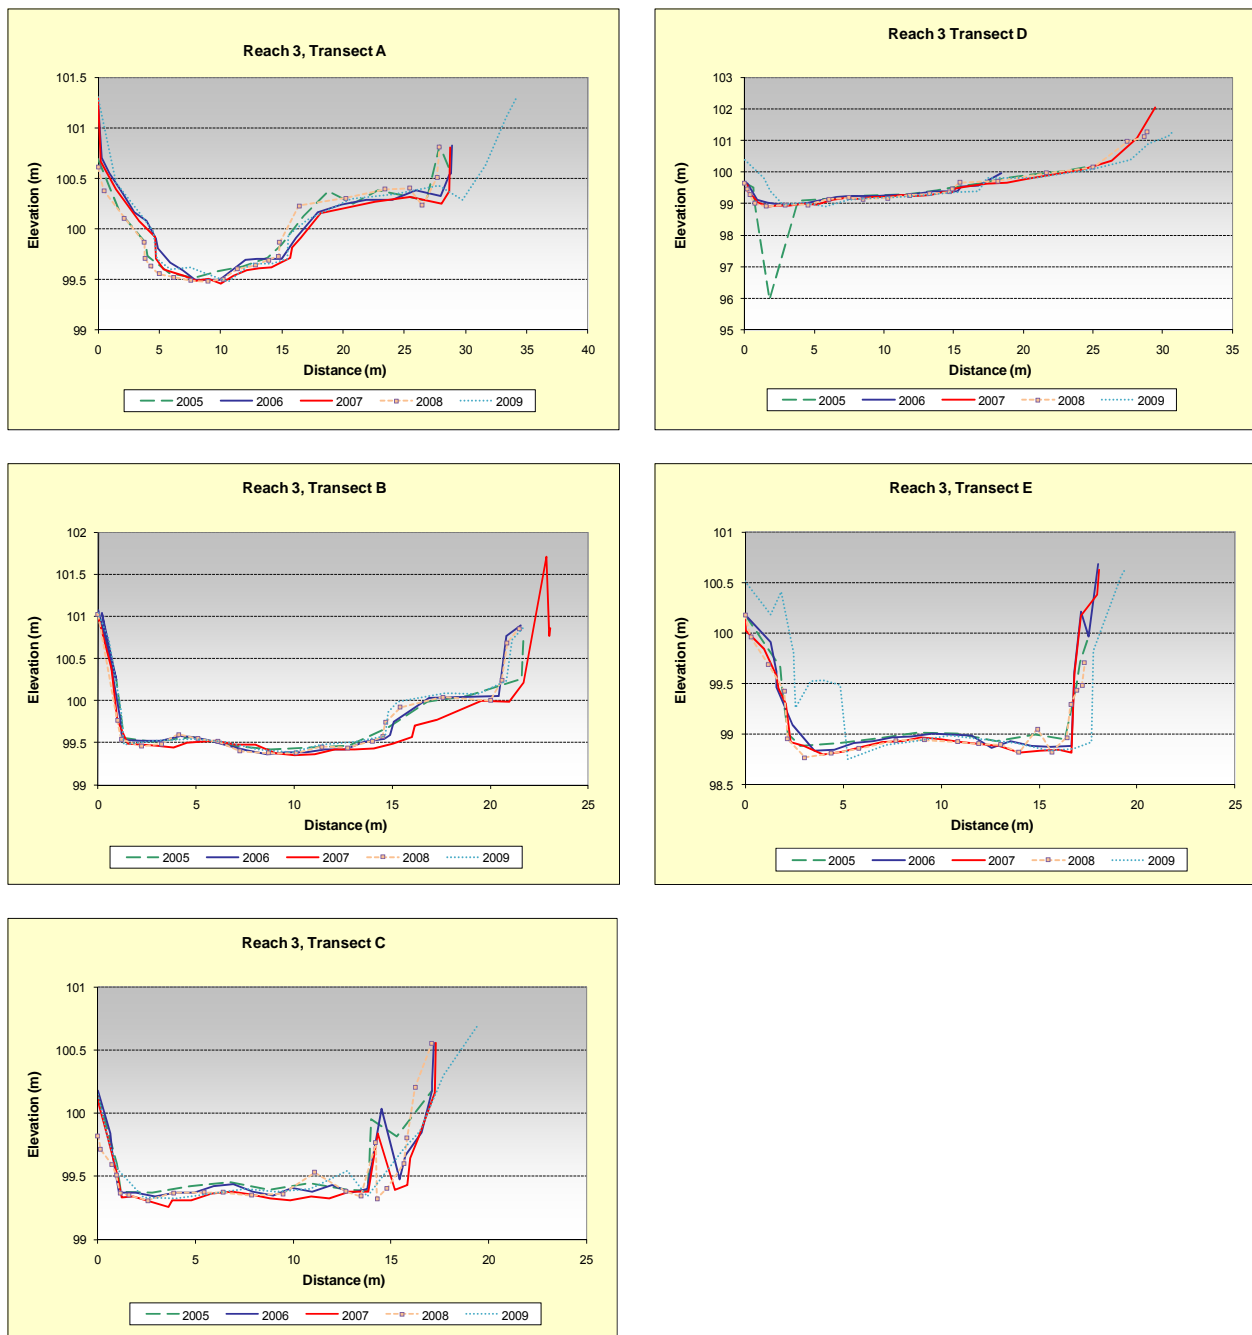 Reach 3, Transect A
Elevation (m)
101.5
101
100.5
100
99.5
99
0 5 10 15 20 25 30 35 40
Distance (m)
2005 2006 2007 2008 2009
Reach 3 Transect D
Elevation (m)
103
102
101
100
99
98
97
96
95
0 5 10 15 20 25 30 35
Distance (m)
2005 2006 2007 2008 2009
Reach 3, Transect B
Elevation (m)
102
101.5
101
100.5
100
99.5
99
0 5 10 15 20 25
Distance (m)
2005 2006 2007 2008 2009
Reach 3, Transect E
Elevation (m)
101
100.5
100
99.5
99
98.5
0 5 10 15 20 25
Distance (m)
2005 2006 2007 2008 2009
Reach 3, Transect C
Elevation (m)
101
100.5
100
99.5
99
0 5 10 15 20 25
Distance (m)
2005 2006 2007 2008 2009